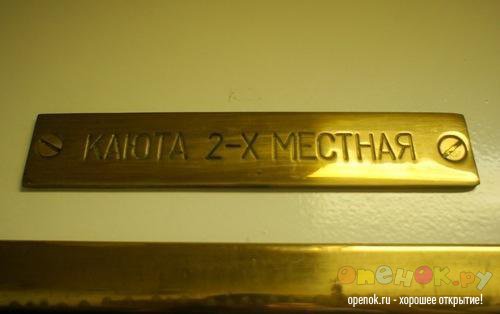 КАЮТА 2-Х МЕСТНАЯ
опенок.ру
openok.ru - хорошее открытие!